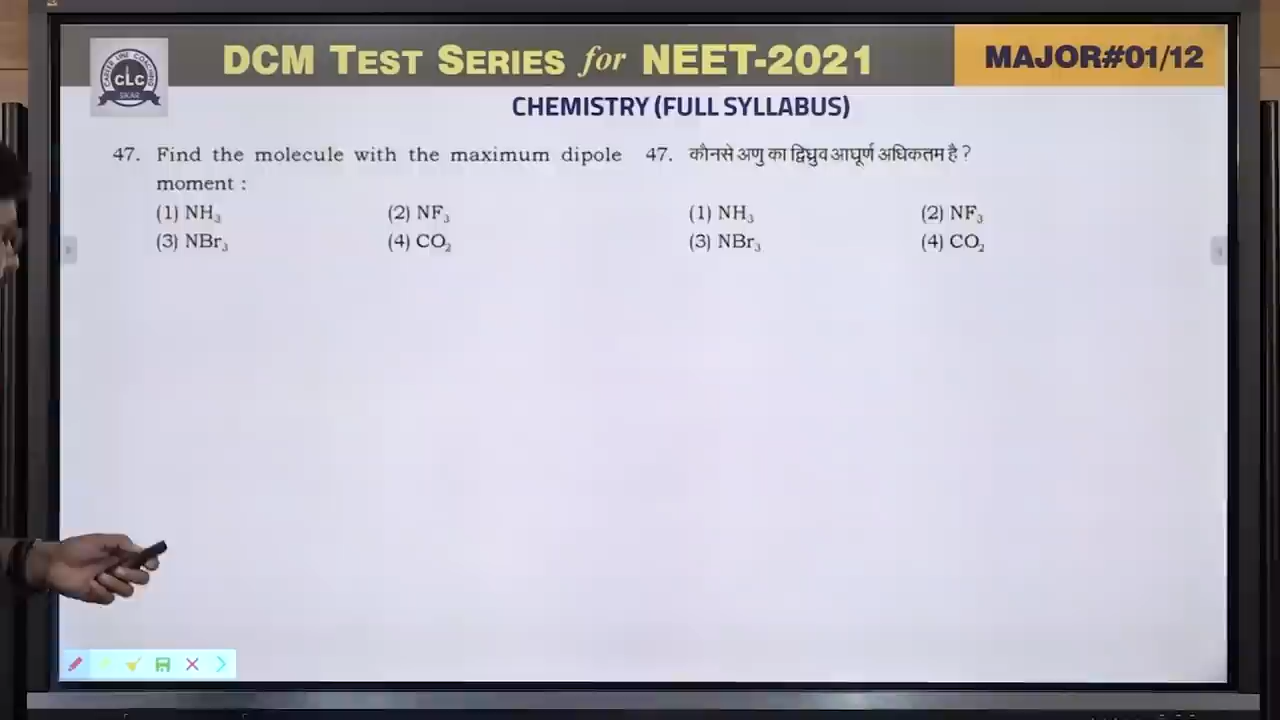 DCM TEST SERIES for NEET-2021
MAJOR#01/12
CLC
SIKAR
CHEMISTRY (FULL SYLLABUS)
47. Find the molecule with the maximum dipole
moment :
(1) NH₃ (2) NF₃
(3) NBr₃ (4) CO₂
47. कौनसे अणु का द्विध्रुव आघूर्ण अधिकतम है ?
(1) NH₃ (2) NF₃
(3) NBr₃ (4) CO₂